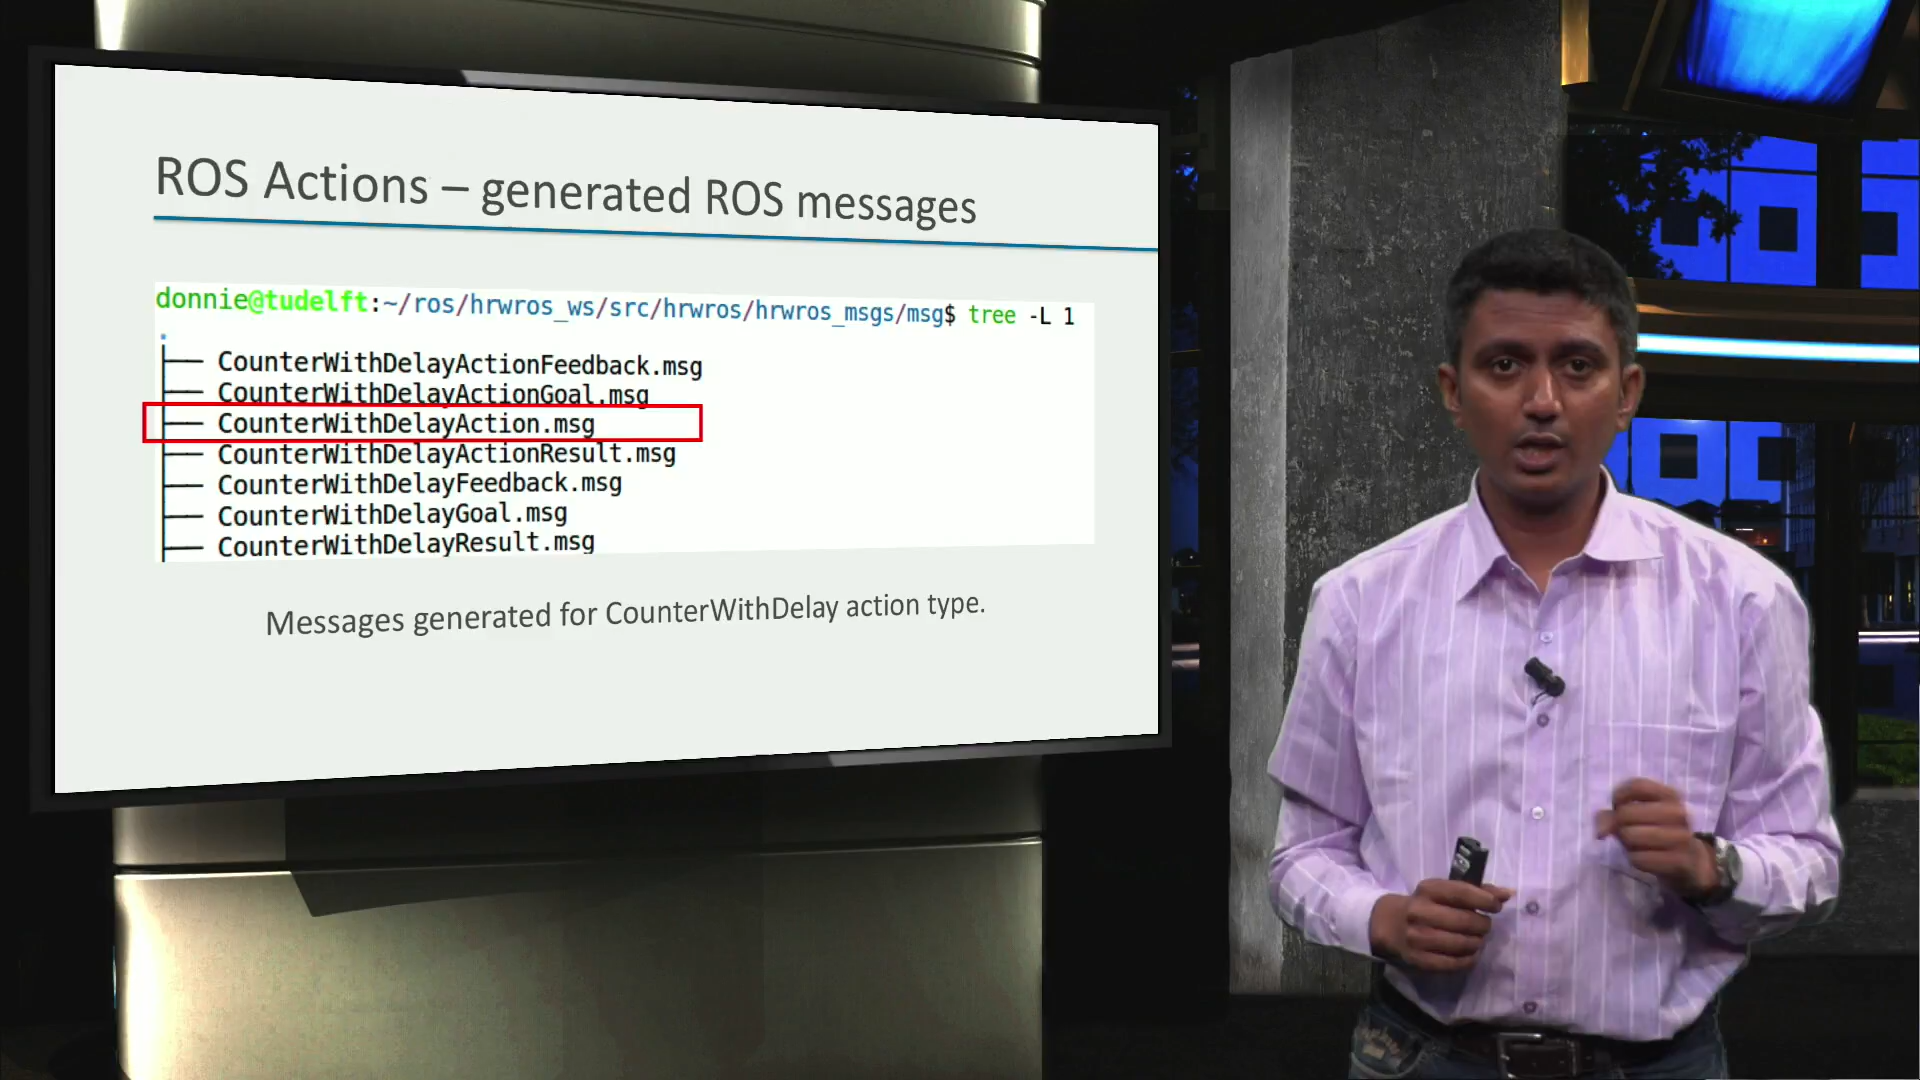 ROS Actions – generated ROS messages
donnie@tudelft:~/ros/hrwros_ws/src/hrwros/hrwros_msgs/msg$ tree -L 1
.
├── CounterWithDelayActionFeedback.msg
├── CounterWithDelayActionGoal.msg
├── CounterWithDelayAction.msg
├── CounterWithDelayActionResult.msg
├── CounterWithDelayFeedback.msg
├── CounterWithDelayGoal.msg
├── CounterWithDelayResult.msg
Messages generated for CounterWithDelay action type.